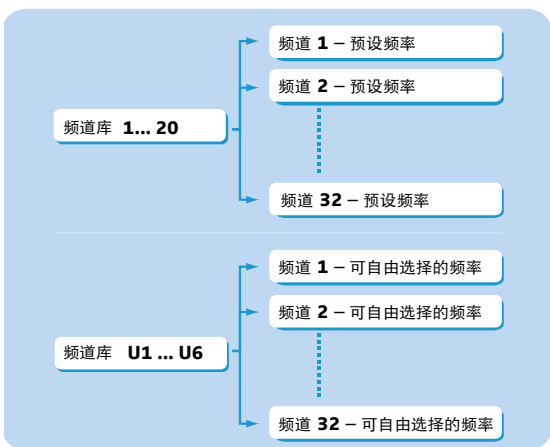 频道 1 – 预设频率
频道 2 – 预设频率
频道库 1... 20
频道 32 – 预设频率
频道 1 – 可自由选择的频率
频道 2 – 可自由选择的频率
频道库 U1 ... U6
频道 32 – 可自由选择的频率